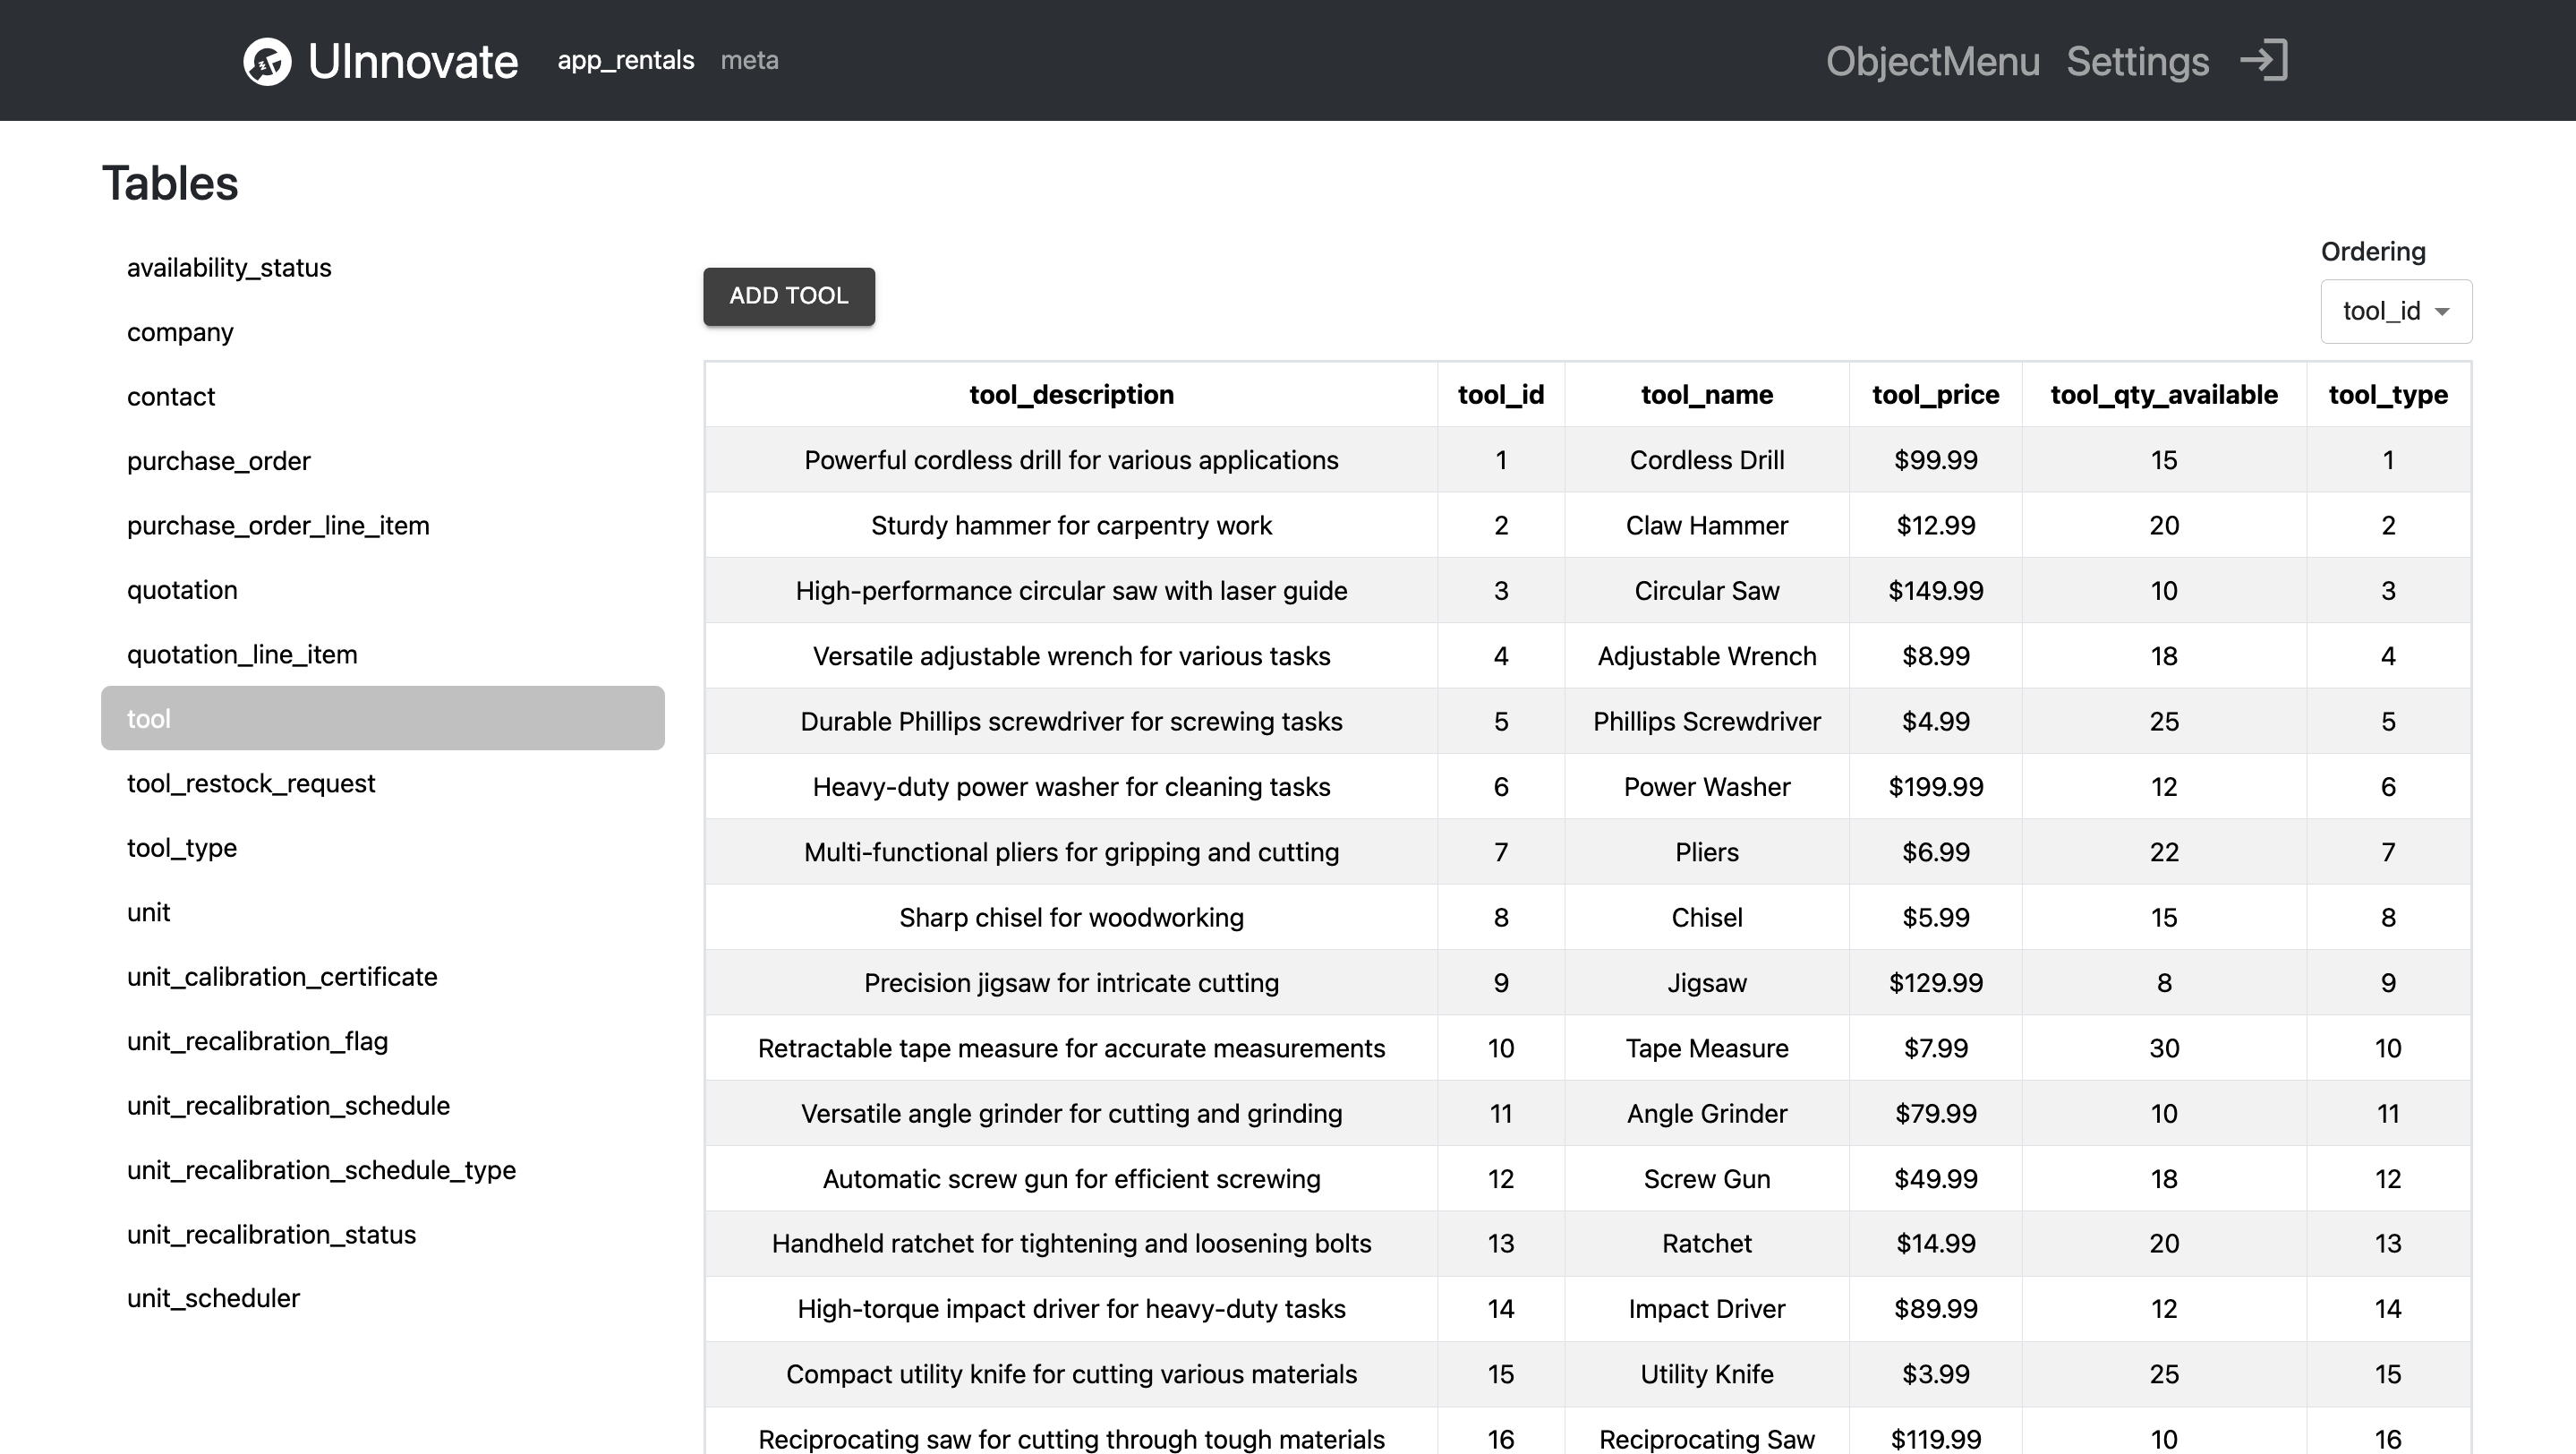 UInnovate app_rentals meta ObjectMenu Settings
Tables
availability_status
company
contact
purchase_order
purchase_order_line_item
quotation
quotation_line_item
tool
tool_restock_request
tool_type
unit
unit_calibration_certificate
unit_recalibration_flag
unit_recalibration_schedule
unit_recalibration_schedule_type
unit_recalibration_status
unit_scheduler
ADD TOOL
Ordering
tool_id
tool_description tool_id tool_name tool_price tool_qty_available tool_type
Powerful cordless drill for various applications 1 Cordless Drill $99.99 15 1
Sturdy hammer for carpentry work 2 Claw Hammer $12.99 20 2
High-performance circular saw with laser guide 3 Circular Saw $149.99 10 3
Versatile adjustable wrench for various tasks 4 Adjustable Wrench $8.99 18 4
Durable Phillips screwdriver for screwing tasks 5 Phillips Screwdriver $4.99 25 5
Heavy-duty power washer for cleaning tasks 6 Power Washer $199.99 12 6
Multi-functional pliers for gripping and cutting 7 Pliers $6.99 22 7
Sharp chisel for woodworking 8 Chisel $5.99 15 8
Precision jigsaw for intricate cutting 9 Jigsaw $129.99 8 9
Retractable tape measure for accurate measurements 10 Tape Measure $7.99 30 10
Versatile angle grinder for cutting and grinding 11 Angle Grinder $79.99 10 11
Automatic screw gun for efficient screwing 12 Screw Gun $49.99 18 12
Handheld ratchet for tightening and loosening bolts 13 Ratchet $14.99 20 13
High-torque impact driver for heavy-duty tasks 14 Impact Driver $89.99 12 14
Compact utility knife for cutting various materials 15 Utility Knife $3.99 25 15
Reciprocating saw for cutting through tough materials 16 Reciprocating Saw $119.99 10 16